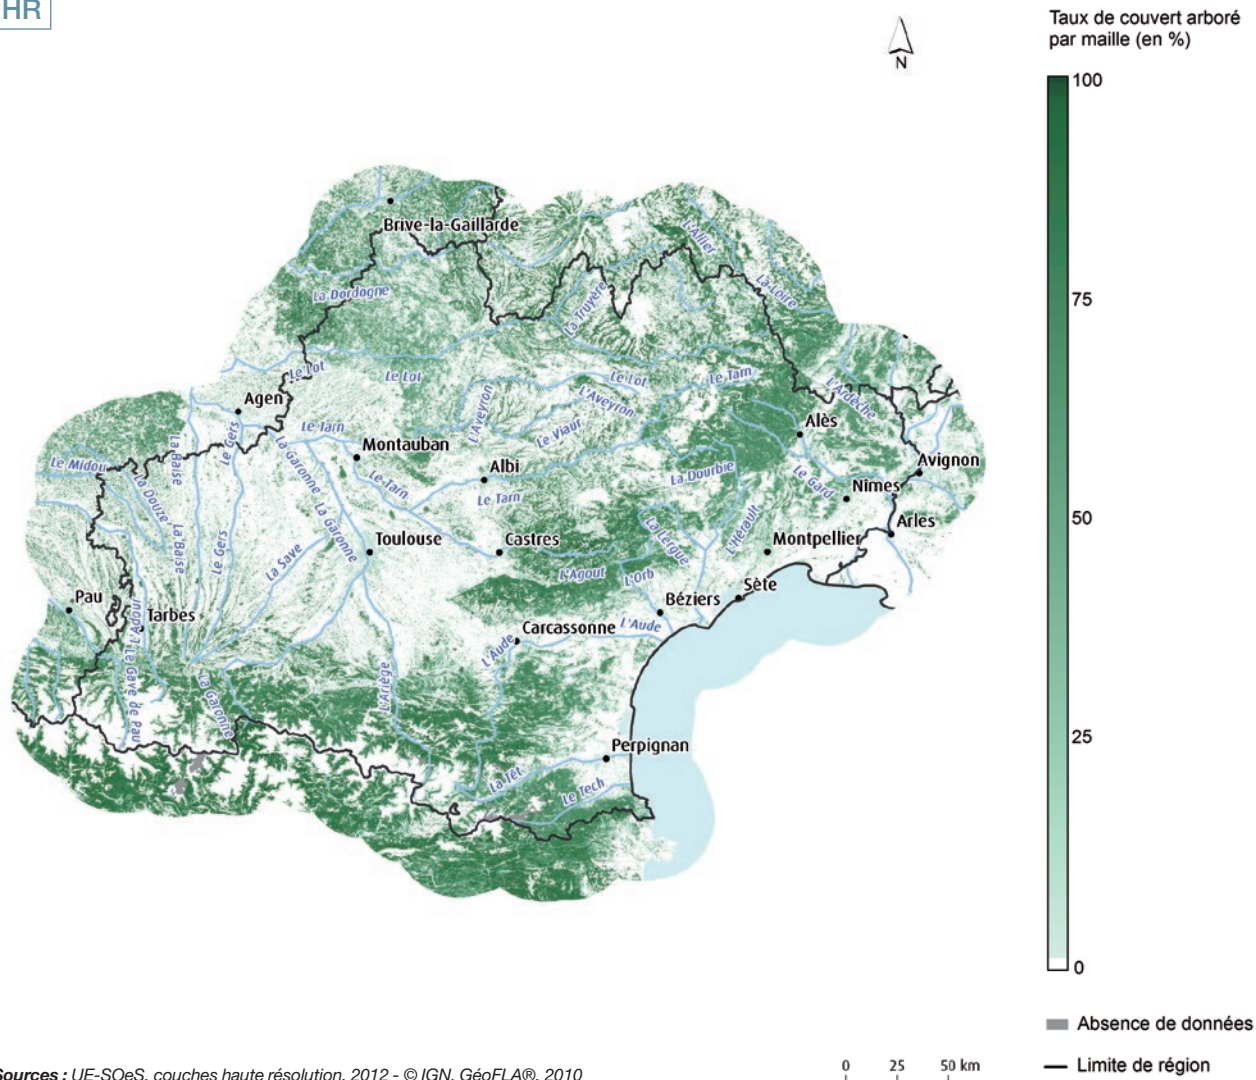 HR
Taux de couvert arboré
par maille (en %)
N
100
75
50
25
0
Absence de données
Limite de région
Brive-la-Gaillarde
L'Allier
La Loire
La Dordogne
La Truyère
Le Lot
Le Lot
Le Lot
Le Tarn
L'Ardèche
Agen
L'Aveyron
L'Aveyron
Alès
Le Gers
Le Tarn
Montauban
Le Viaur
Avignon
La Baïse
La Garonne
Le Midou
Albi
La Dourbie
Le Gard
Nîmes
La Douze
Le Tarn
Le Tarn
Arles
La Garonne
Lallergue
L'Hérault
La Baïse
Le Gers
La Save
Toulouse
Castres
Montpellier
L'Agout
L'Orb
Sète
Pau
Tarbes
Béziers
L'Adour
Carcassonne
L'Aude
L'Aude
Le Gave de Pau
La Garonne
L'Ariège
Perpignan
La Têt
Le Tech
0 25 50 km
Sources : UE-SOeS, couches haute résolution, 2012 - © IGN, GéoFLA®, 2010